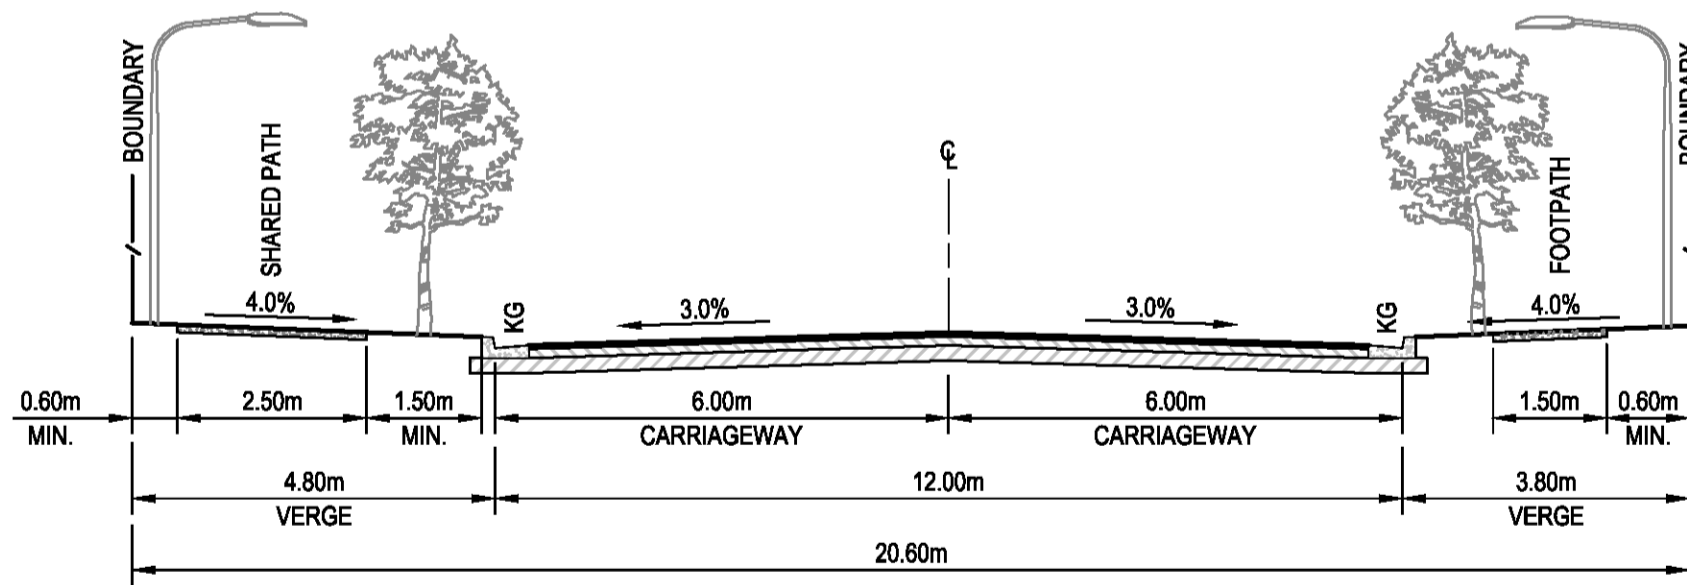 BOUNDARY
SHARED PATH
℄
FOOTPATH
BOUNDARY
4.0%
KG
3.0%
3.0%
KG
4.0%
0.60m
MIN.
2.50m
1.50m
MIN.
6.00m
CARRIAGEWAY
6.00m
CARRIAGEWAY
1.50m
0.60m
MIN.
4.80m
VERGE
12.00m
3.80m
VERGE
20.60m